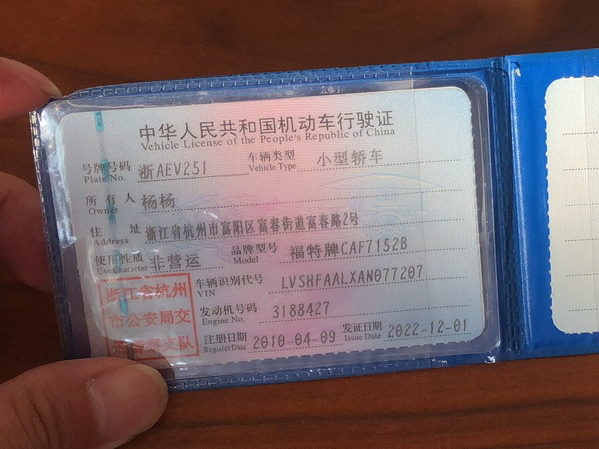 中华人民共和国机动车行驶证
Vehicle License of the People's Republic of China
号牌号码 浙AEV251 车辆类型 小型轿车
Plate No. Vehicle Type
所有人 杨杨
Owner
住址 浙江省杭州市富阳区富春街道富春路2号
Address
使用性质 非营运 品牌型号 福特牌CAF7152B
Use Character Model
车辆识别代号 LVSHFAALXAN077207
VIN
发动机号码 3188427
Engine No.
注册日期 2010-04-09 发证日期 2022-12-01
Register Date Issue Date
浙江省杭州
市公安局交
支队